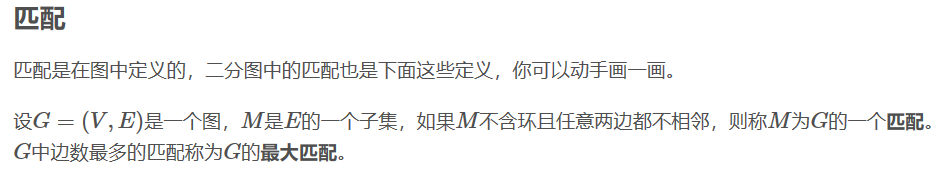 匹配
匹配是在图中定义的，二分图中的匹配也是下面这些定义，你可以动手画一画。
设G = (V, E)是一个图，M是E的一个子集，如果M不含环且任意两边都不相邻，则称M为G的一个匹配。
G中边数最多的匹配称为G的最大匹配。